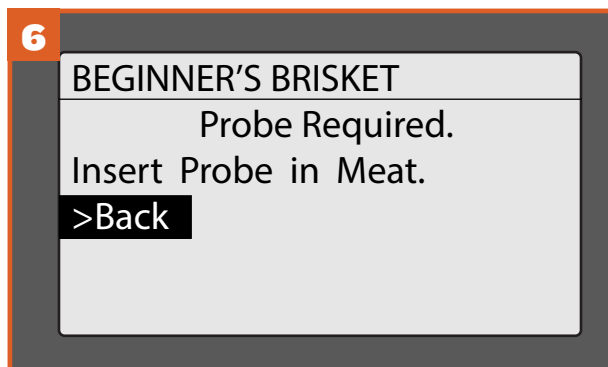 6
BEGINNER'S BRISKET
Probe Required.
Insert Probe in Meat.
>Back